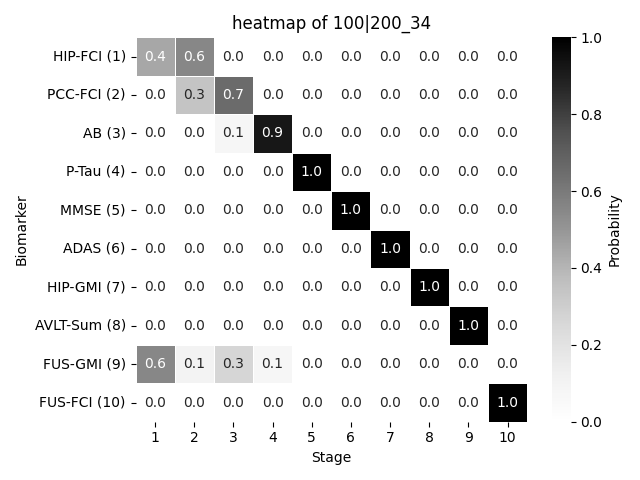 heatmap of 100|200_34
HIP-FCI (1) 0.4 0.6 0.0 0.0 0.0 0.0 0.0 0.0 0.0 0.0
PCC-FCI (2) 0.0 0.3 0.7 0.0 0.0 0.0 0.0 0.0 0.0 0.0
AB (3) 0.0 0.0 0.1 0.9 0.0 0.0 0.0 0.0 0.0 0.0
P-Tau (4) 0.0 0.0 0.0 0.0 1.0 0.0 0.0 0.0 0.0 0.0
MMSE (5) 0.0 0.0 0.0 0.0 0.0 1.0 0.0 0.0 0.0 0.0
ADAS (6) 0.0 0.0 0.0 0.0 0.0 0.0 1.0 0.0 0.0 0.0
HIP-GMI (7) 0.0 0.0 0.0 0.0 0.0 0.0 0.0 1.0 0.0 0.0
AVLT-Sum (8) 0.0 0.0 0.0 0.0 0.0 0.0 0.0 0.0 1.0 0.0
FUS-GMI (9) 0.6 0.1 0.3 0.1 0.0 0.0 0.0 0.0 0.0 0.0
FUS-FCI (10) 0.0 0.0 0.0 0.0 0.0 0.0 0.0 0.0 0.0 1.0
1 2 3 4 5 6 7 8 9 10
Stage
Biomarker
1.0
0.8
0.6
0.4
0.2
0.0
Probability